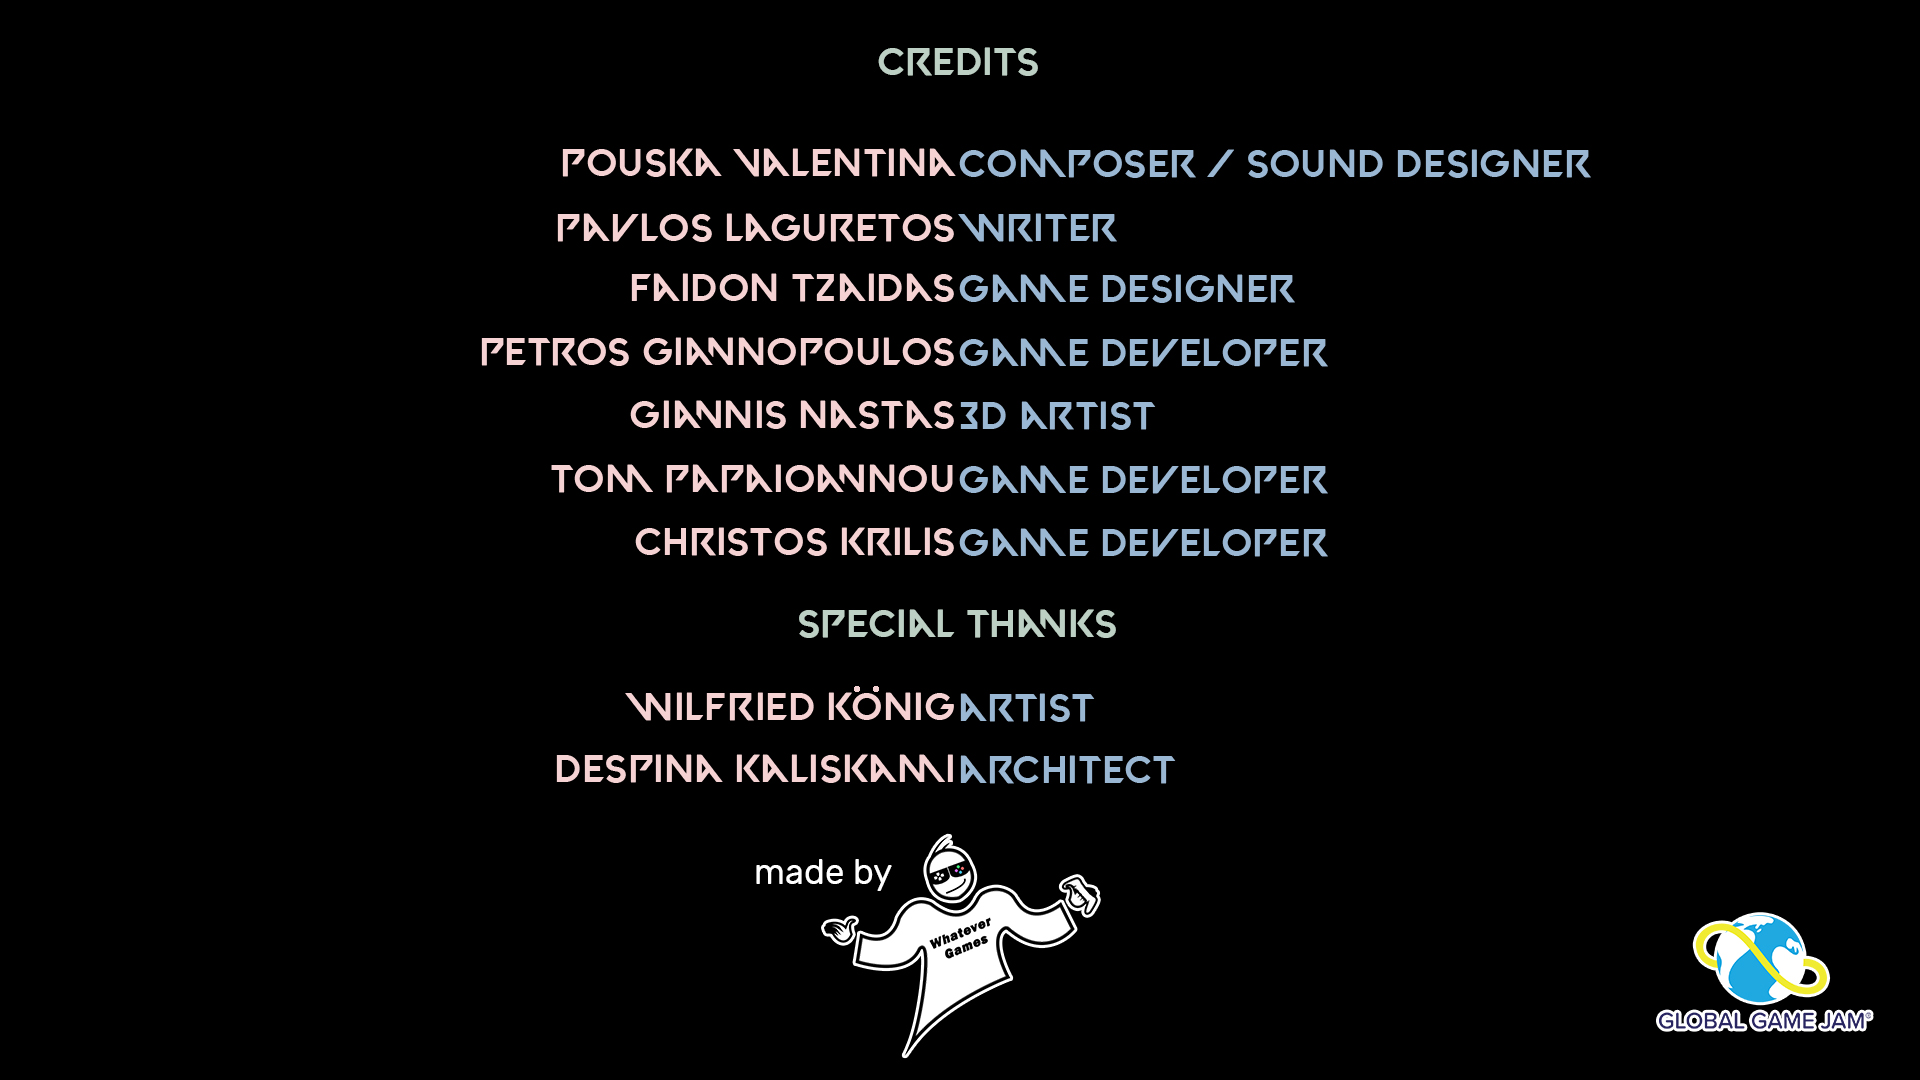 CREDITS
POUSKA VALENTINA COMPOSER / SOUND DESIGNER
PAVLOS LAGURETOS WRITER
FAIDON TZAIDAS GAME DESIGNER
PETROS GIANNOPOULOS GAME DEVELOPER
GIANNIS NASTAS 3D ARTIST
TOM PAPAIOANNOU GAME DEVELOPER
CHRISTOS KRILIS GAME DEVELOPER
SPECIAL THANKS
WILFRIED KÖNIG ARTIST
DESPINA KALISKAMI ARCHITECT
made by
Whatever
Games
GLOBAL GAME JAM®